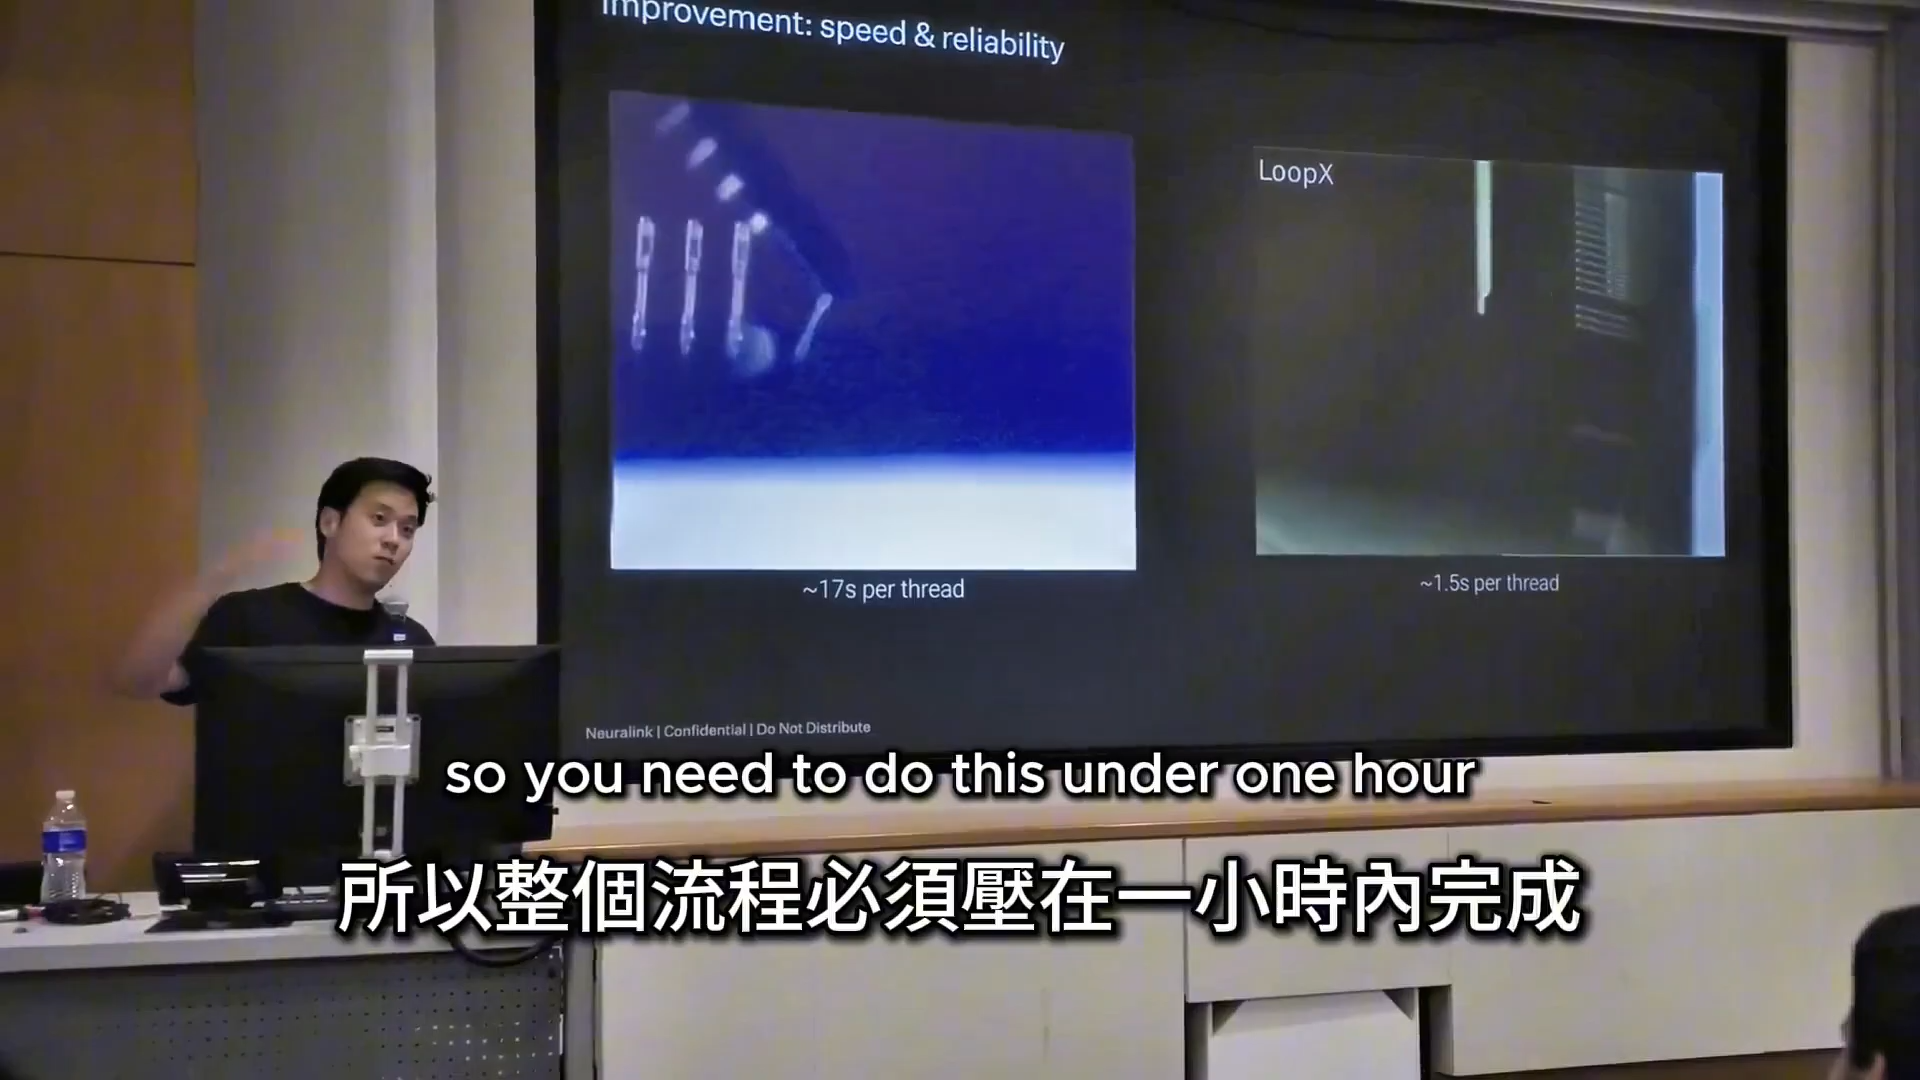 Improvement: speed & reliability
LoopX
~17s per thread
~1.5s per thread
Neuralink | Confidential | Do Not Distribute
so you need to do this under one hour
所以整個流程必須壓在一小時內完成